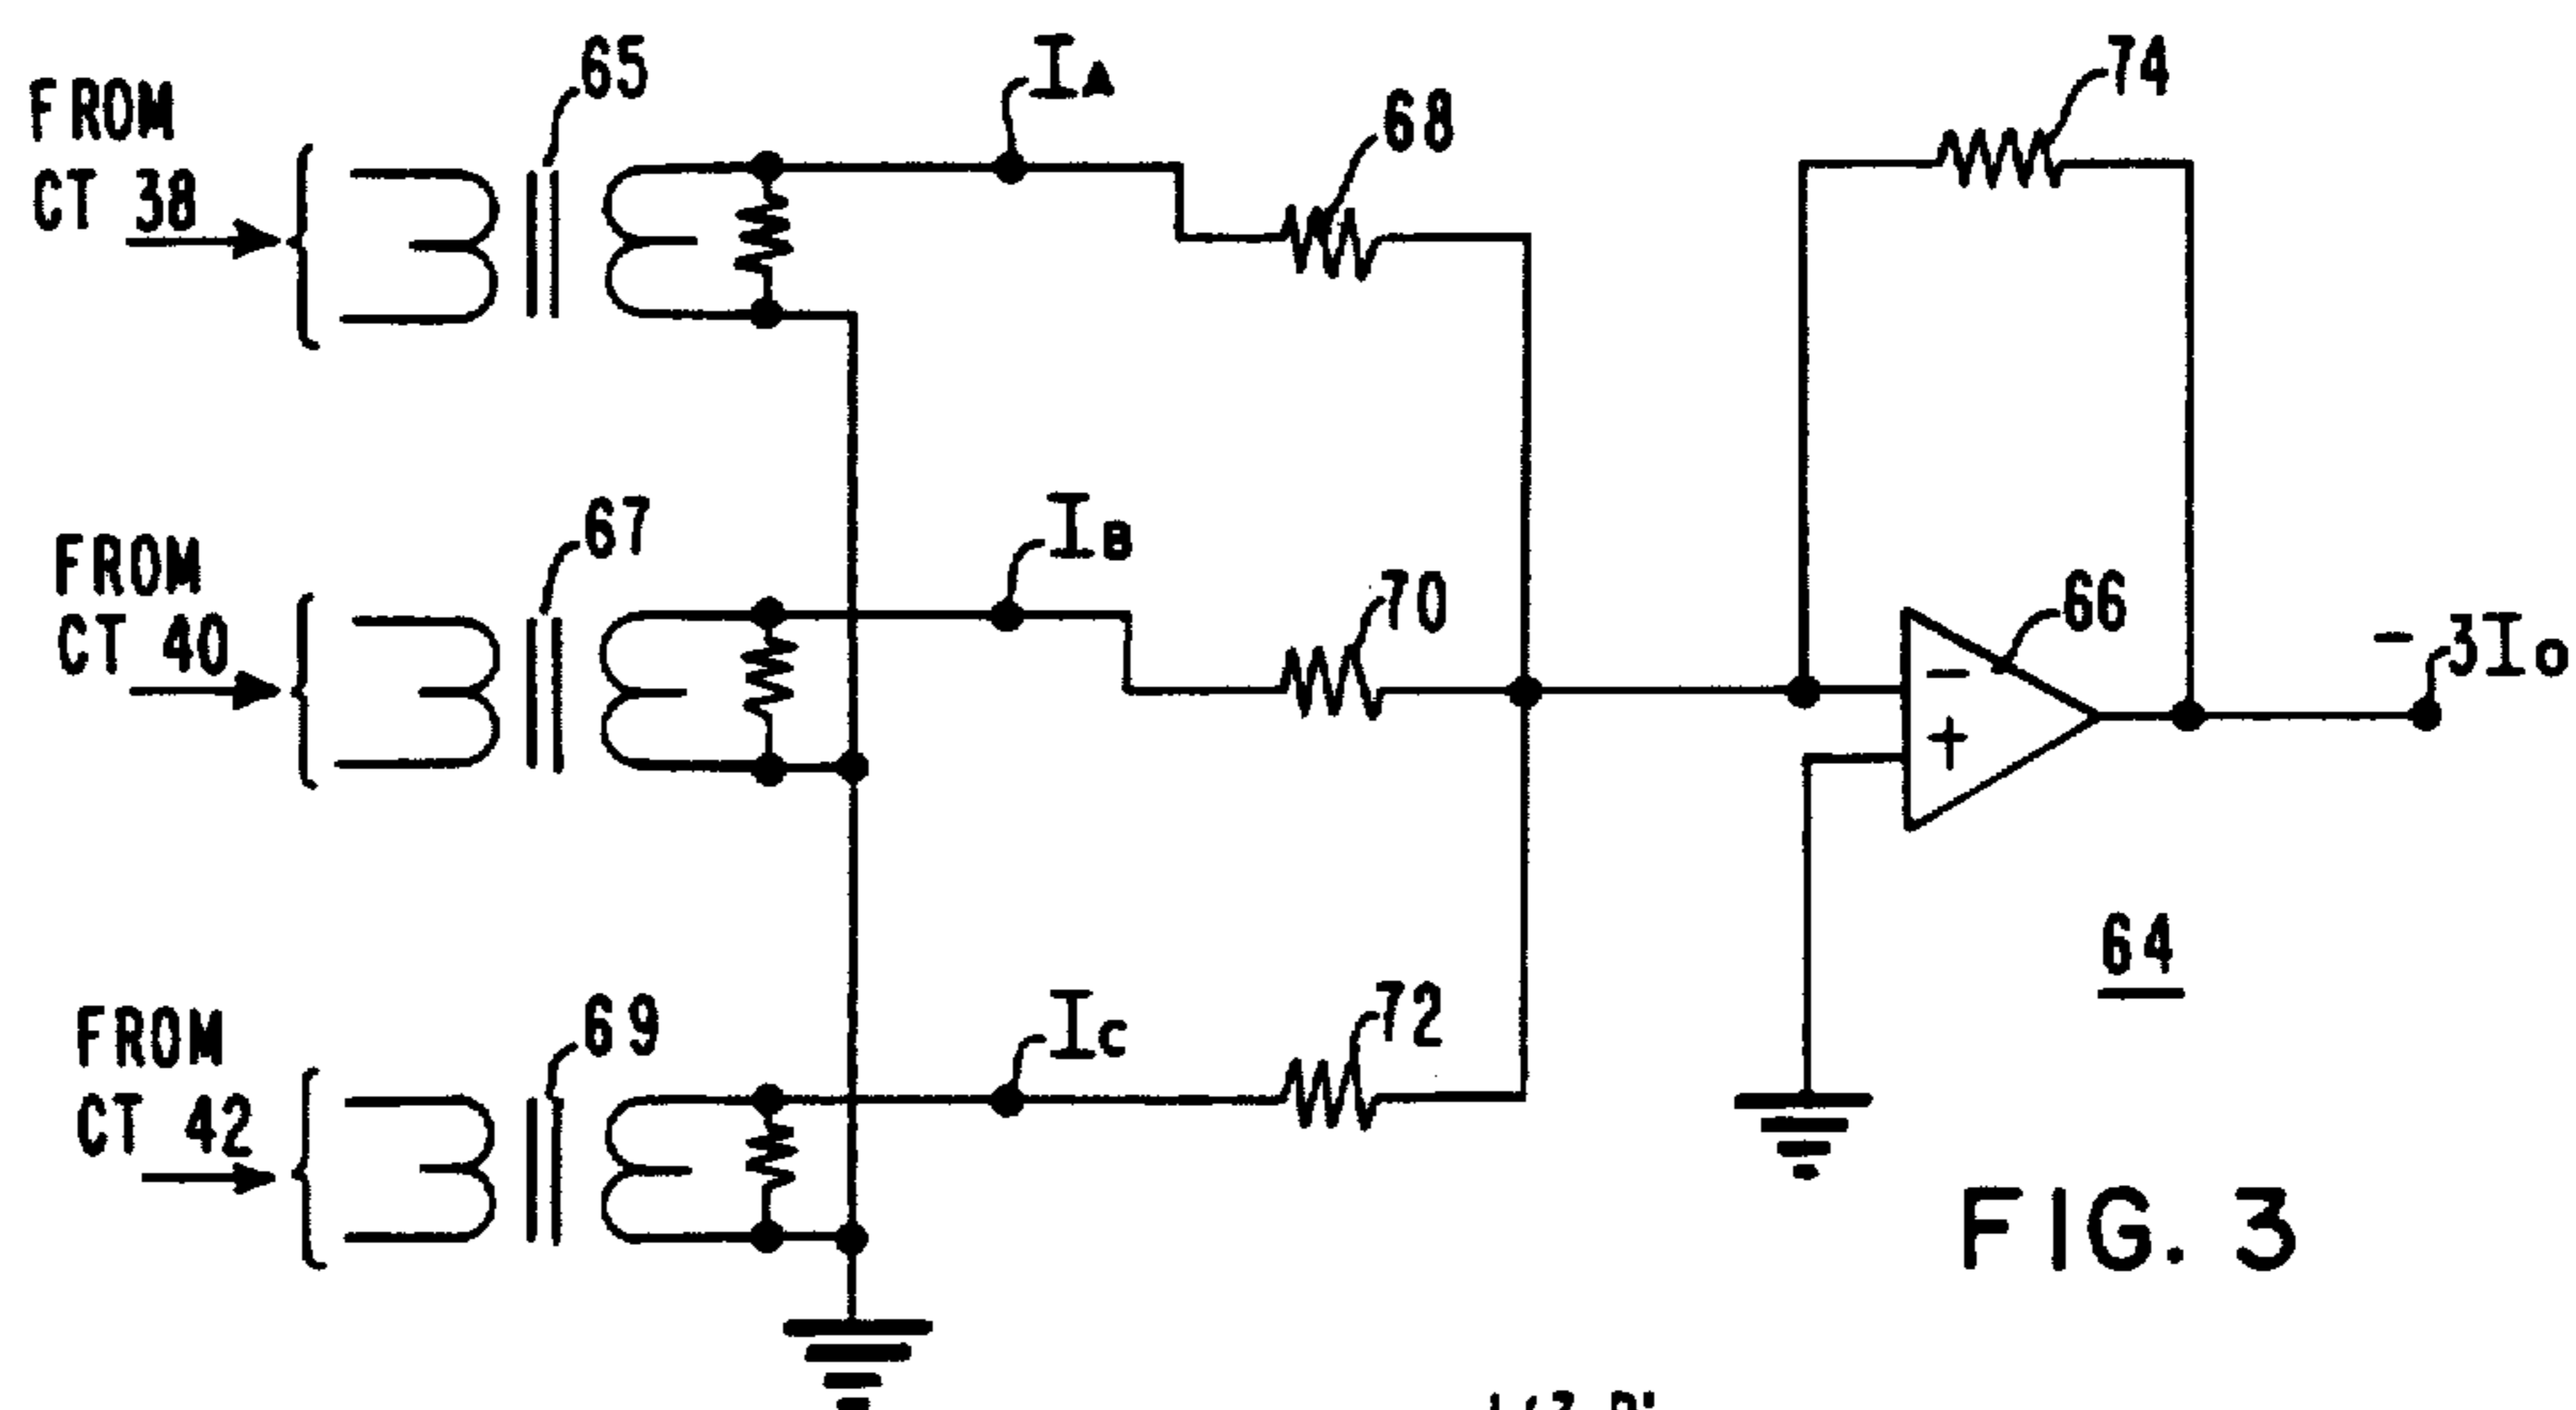 FROM
CT 38
65
IA
68
74
FROM
CT 40
67
IB
70
66
- +
-3Io
64
FROM
CT 42
69
IC
72
FIG. 3